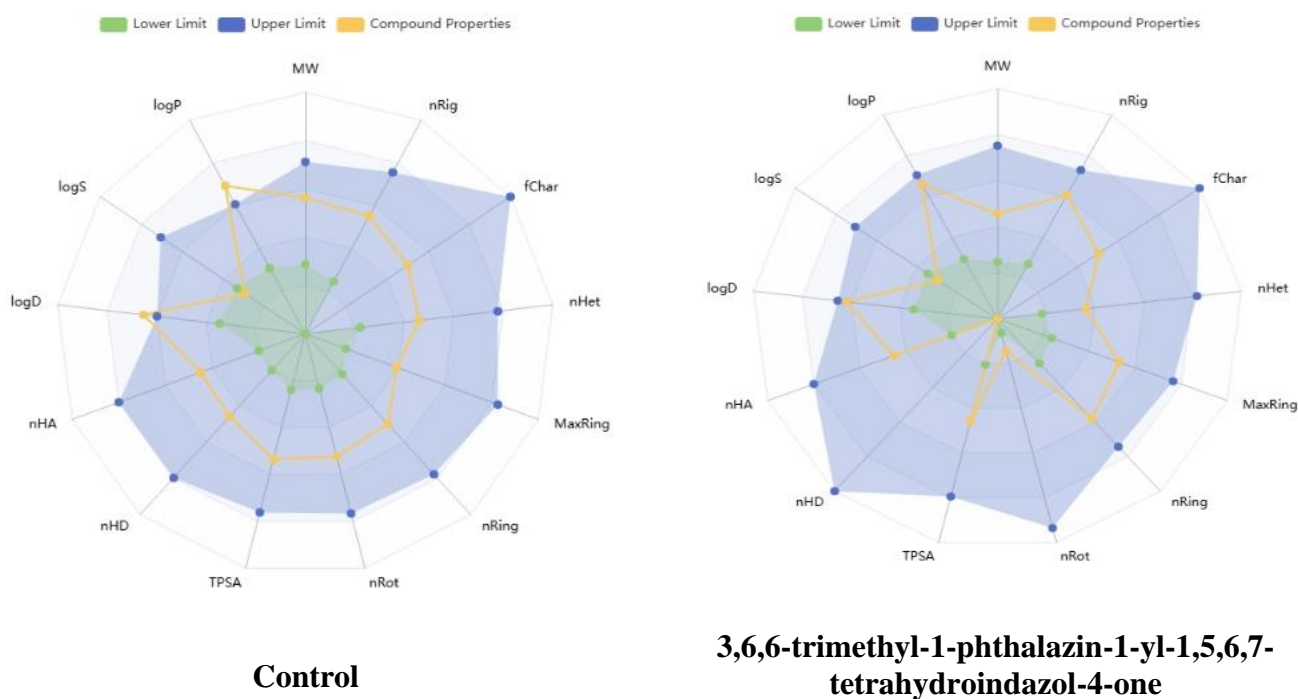 Lower Limit Upper Limit Compound Properties
MW
nRig
fChar
nHet
MaxRing
nRing
nRot
TPSA
nHD
nHA
logD
logS
logP
Control
Lower Limit Upper Limit Compound Properties
MW
nRig
fChar
nHet
MaxRing
nRing
nRot
TPSA
nHD
nHA
logD
logS
logP
3,6,6-trimethyl-1-phthalazin-1-yl-1,5,6,7-
tetrahydroindazol-4-one